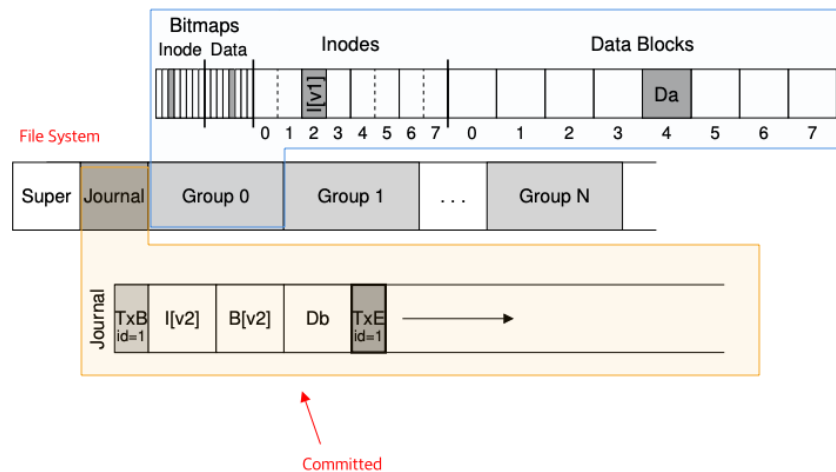 Bitmaps
Inode Data
Inodes
Data Blocks
I[v1]
Da
0 1 2 3 4 5 6 7 0 1 2 3 4 5 6 7
File System
Super Journal Group 0 Group 1 . . . Group N
Journal
TxB id=1 I[v2] B[v2] Db TxE id=1
Committed